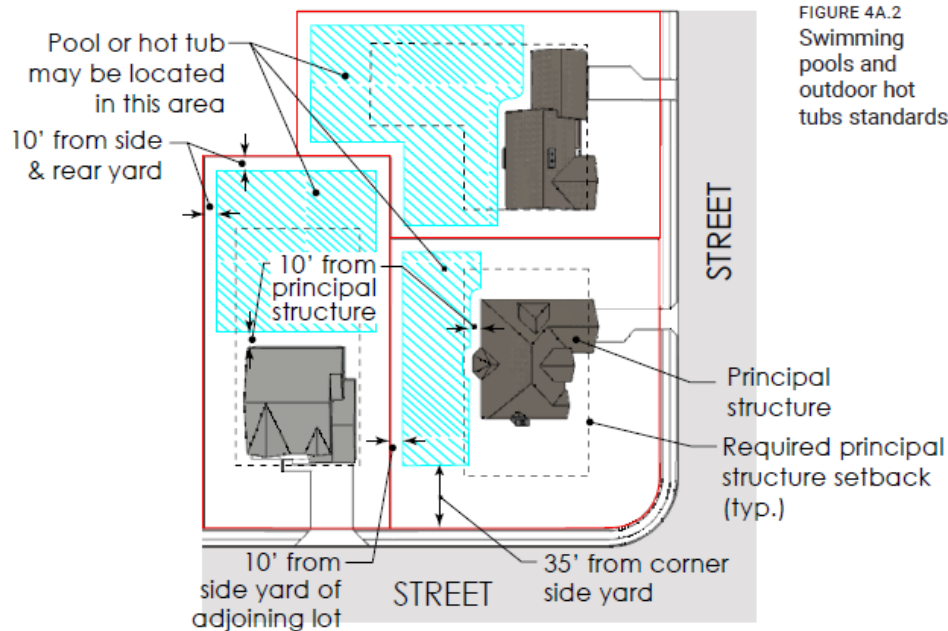 FIGURE 4A.2
Swimming
pools and
outdoor hot
tubs standards
Pool or hot tub
may be located
in this area
10’ from side
& rear yard
10’ from
principal
structure
STREET
Principal
structure
Required principal
structure setback
(typ.)
10’ from
side yard of
adjoining lot
STREET
35’ from corner
side yard